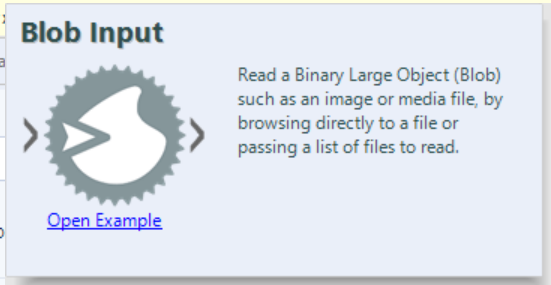 Blob Input
Read a Binary Large Object (Blob)
such as an image or media file, by
browsing directly to a file or
passing a list of files to read.
Open Example